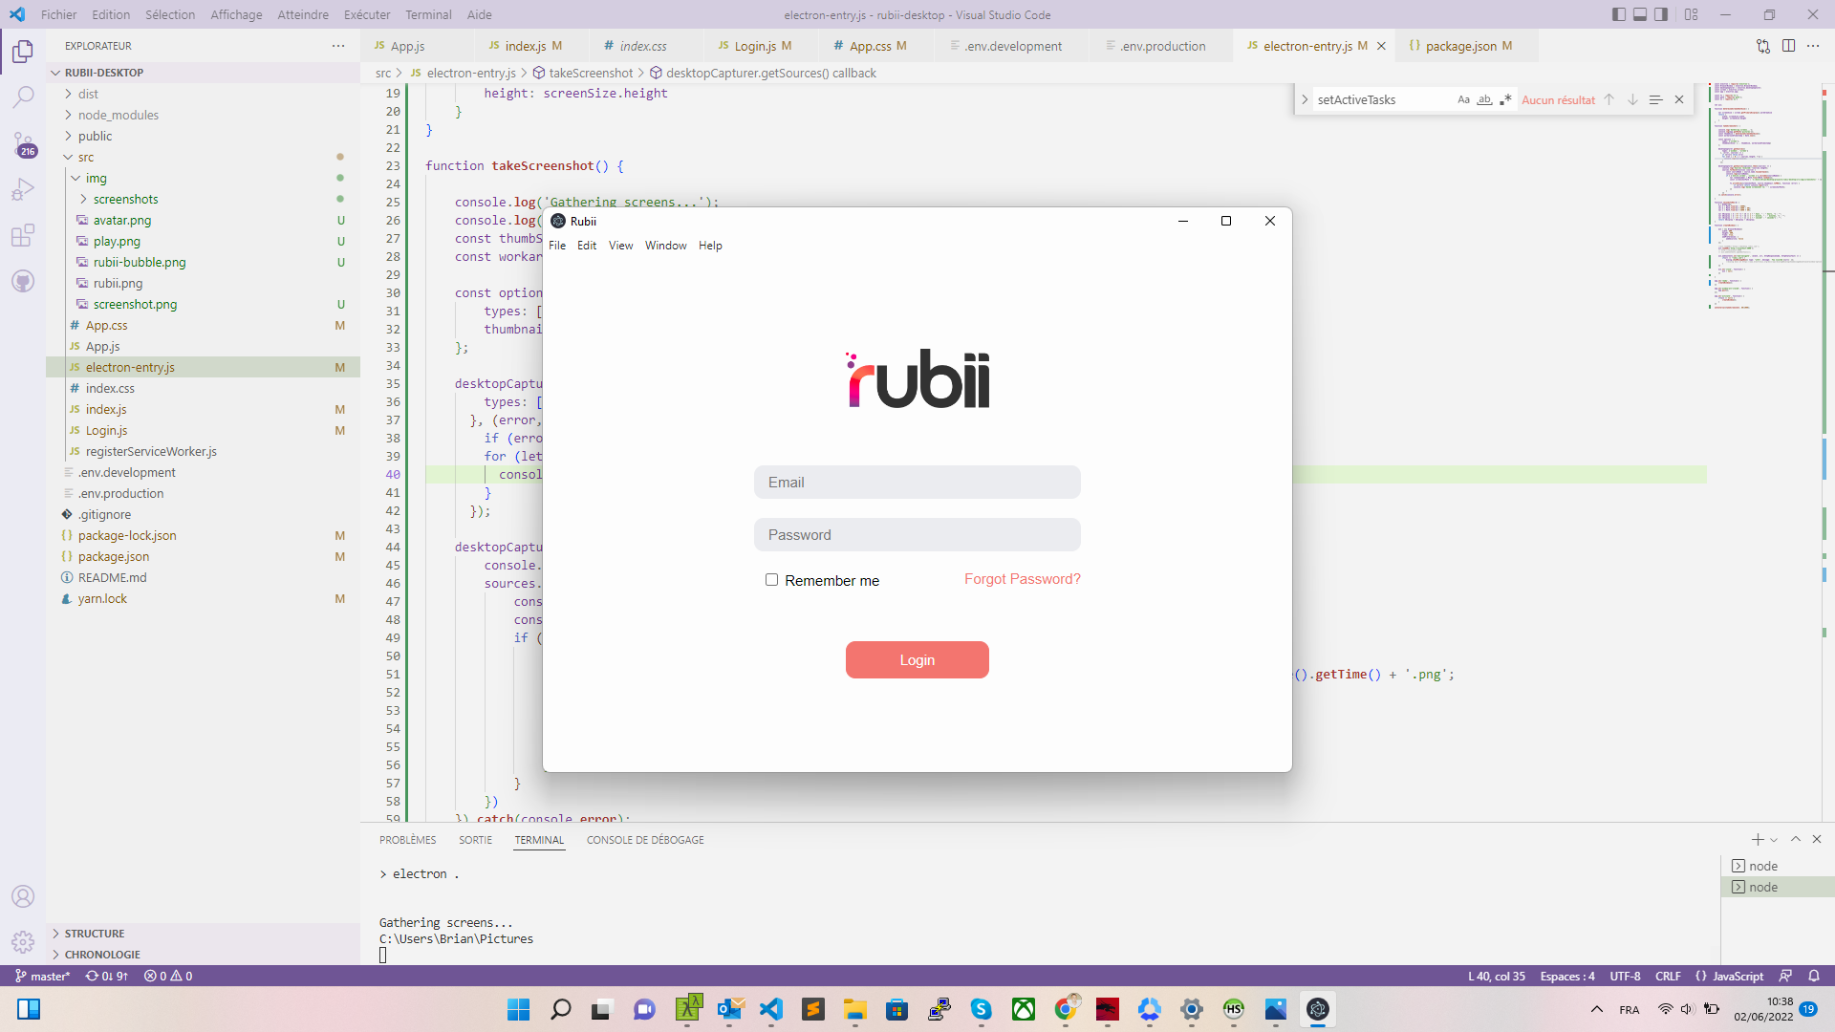 Fichier Edition Sélection Affichage Atteindre Exécuter Terminal Aide
electron-entry.js - rubii-desktop - Visual Studio Code
EXPLORATEUR
RUBII-DESKTOP
dist
node_modules
public
src
img
screenshots
avatar.png U
play.png U
rubii-bubble.png U
rubii.png
screenshot.png U
App.css M
App.js
electron-entry.js M
index.css
index.js M
Login.js M
registerServiceWorker.js
.env.development
.env.production
.gitignore
package-lock.json M
package.json M
README.md
yarn.lock M
STRUCTURE
CHRONOLOGIE
216
JS App.js
JS index.js M
# index.css
JS Login.js M
# App.css M
.env.development
.env.production
JS electron-entry.js M
{} package.json M
src > JS electron-entry.js > takeScreenshot > desktopCapturer.getSources() callback
setActiveTasks
Aa ab
Aucun résultat
19 height: screenSize.height
20 }
21 }
22
23 function takeScreenshot() {
24
25 console.log('Gathering screens...');
26 console.log(
27 const thumbS
28 const workar
29
30 const option
31 types: [
32 thumbnai
33 };
34
35 desktopCaptu
36 types: [
37 }, (error,
38 if (erro
39 for (let
40 consol
41 }
42 });
43
44 desktopCaptu
45 console.
46 sources.
47 cons
48 cons
49 if (
50
51 ().getTime() + '.png';
52
53
54
55
56
57 }
58 })
59 }).catch(console.error);
Rubii
File Edit View Window Help
rubii
Email
Password
Remember me
Forgot Password?
Login
PROBLÈMES SORTIE TERMINAL CONSOLE DE DÉBOGAGE
> electron .
Gathering screens...
C:\Users\Brian\Pictures
node
node
master* 0↓ 9↑ 0 0
L 40, col 35 Espaces : 4 UTF-8 CRLF {} JavaScript
FRA
10:38
02/06/2022
19